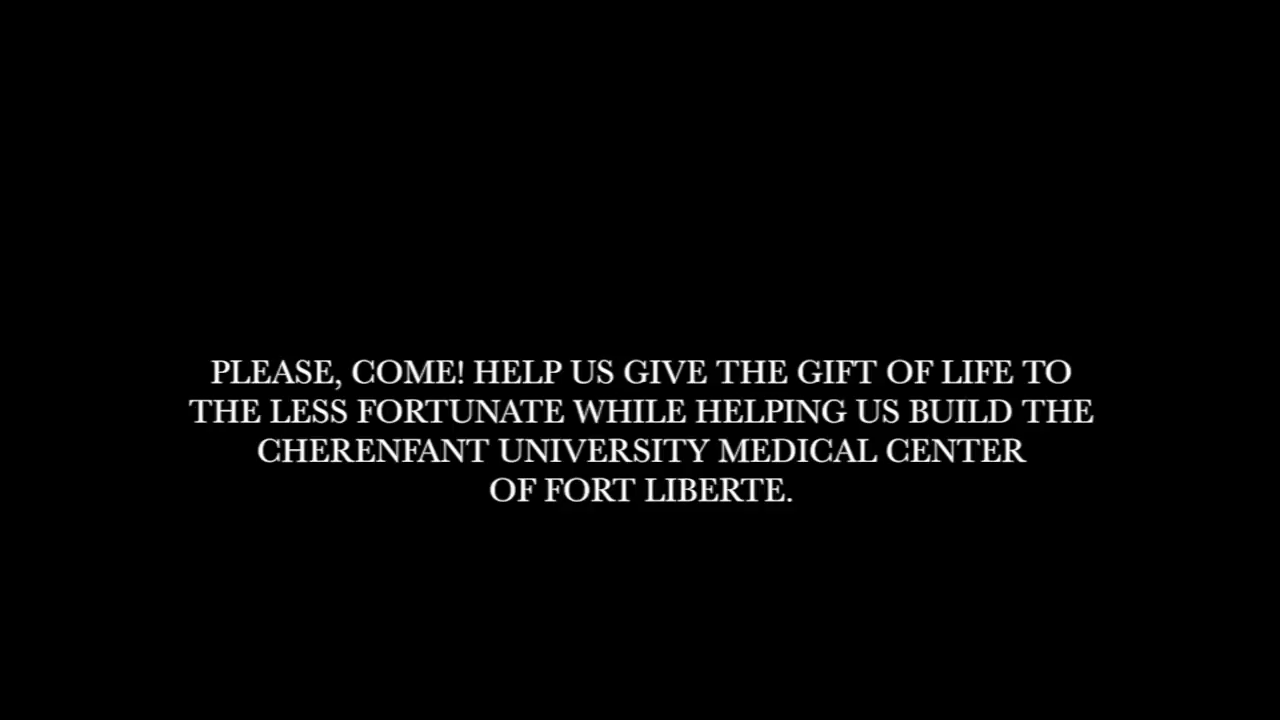 PLEASE, COME! HELP US GIVE THE GIFT OF LIFE TO
THE LESS FORTUNATE WHILE HELPING US BUILD THE
CHERENFANT UNIVERSITY MEDICAL CENTER
OF FORT LIBERTE.